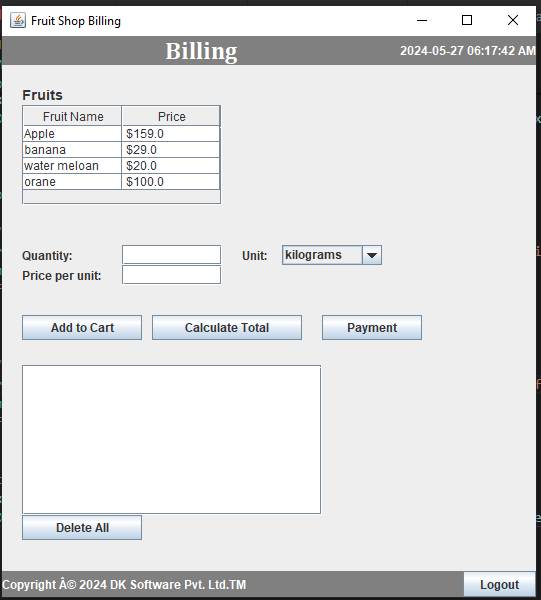 Fruit Shop Billing
Billing
2024-05-27 06:17:42 AM
Fruits
Fruit Name Price
Apple $159.0
banana $29.0
water meloan $20.0
orane $100.0
Quantity: Unit: kilograms
Price per unit:
Add to Cart Calculate Total Payment
Delete All
Copyright Â© 2024 DK Software Pvt. Ltd.TM Logout